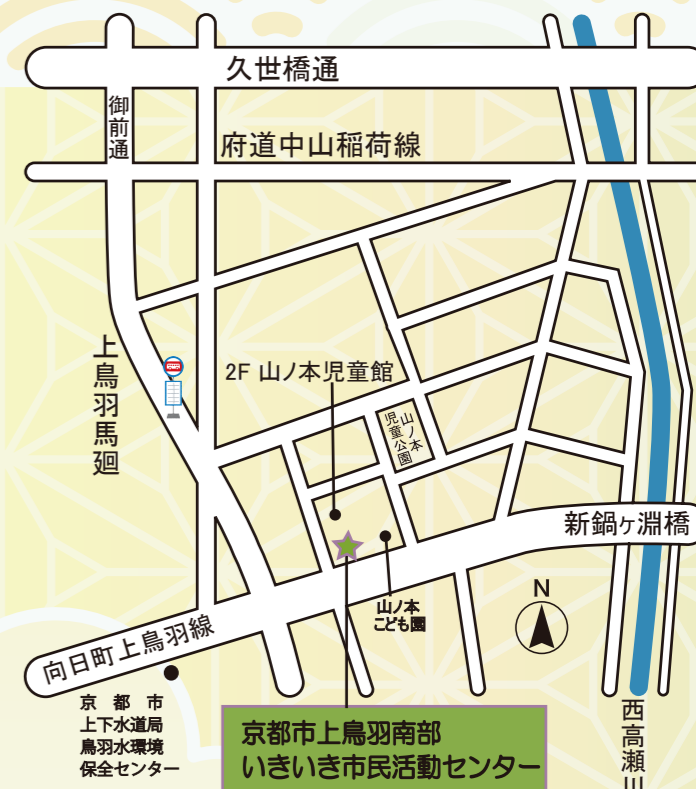 久世橋通
御前通
府道中山稲荷線
上鳥羽馬廻
2F 山ノ本児童館
山ノ本
児童公園
新鍋ヶ淵橋
山ノ本
こども園
N
向日町上鳥羽線
京都市
上下水道局
鳥羽水環境
保全センター
京都市上鳥羽南部
いきいき市民活動センター
西高瀬川